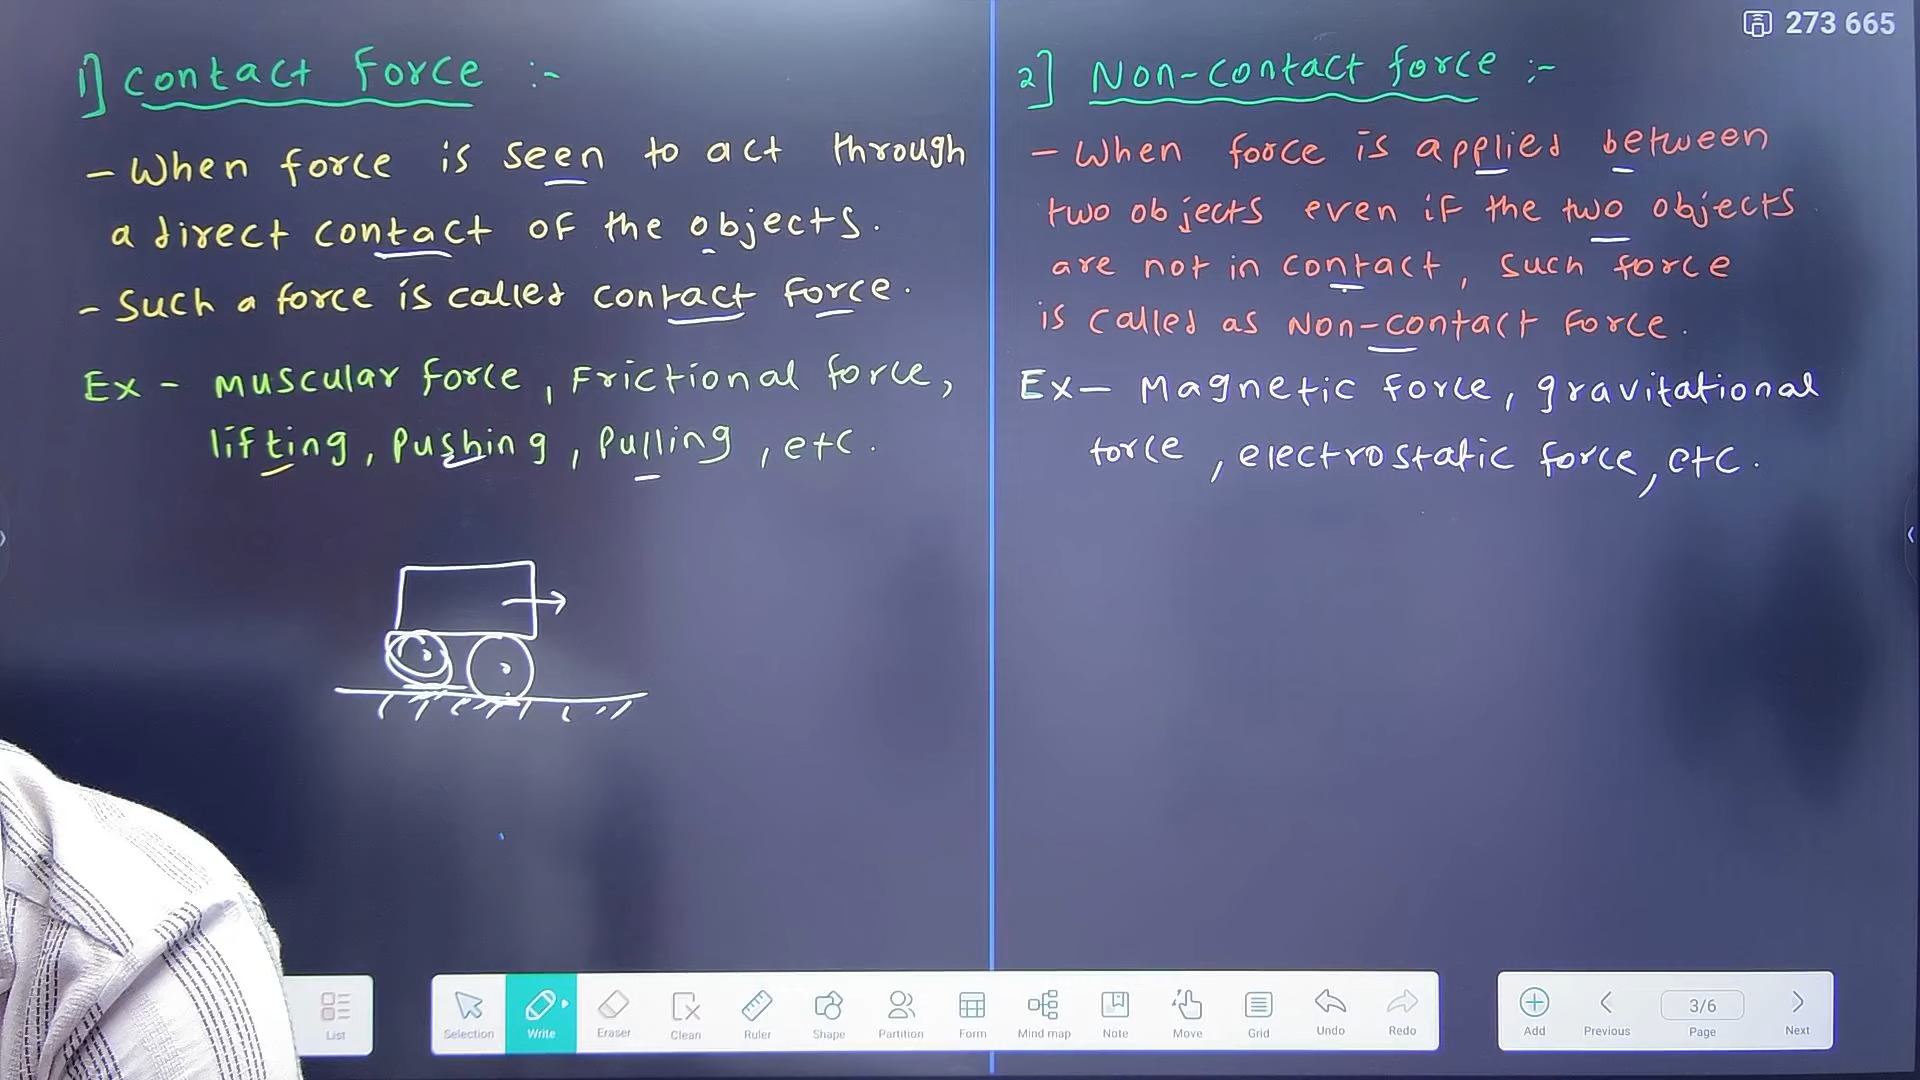 273 665
1] Contact Force :-
- When force is seen to act through
a direct contact of the objects.
- Such a force is called contact force.
Ex - Muscular force, Frictional force,
lifting, Pushing, Pulling, etc.
2] Non-contact force :-
- When force is applied between
two objects even if the two objects
are not in contact, such force
is called as Non-contact Force.
Ex - Magnetic force, gravitational
force, electrostatic force, etc.
List
Selection Write Eraser Clean Ruler Shape Partition Form Mind map Note Move Grid Undo Redo
Add Previous 3/6 Page Next